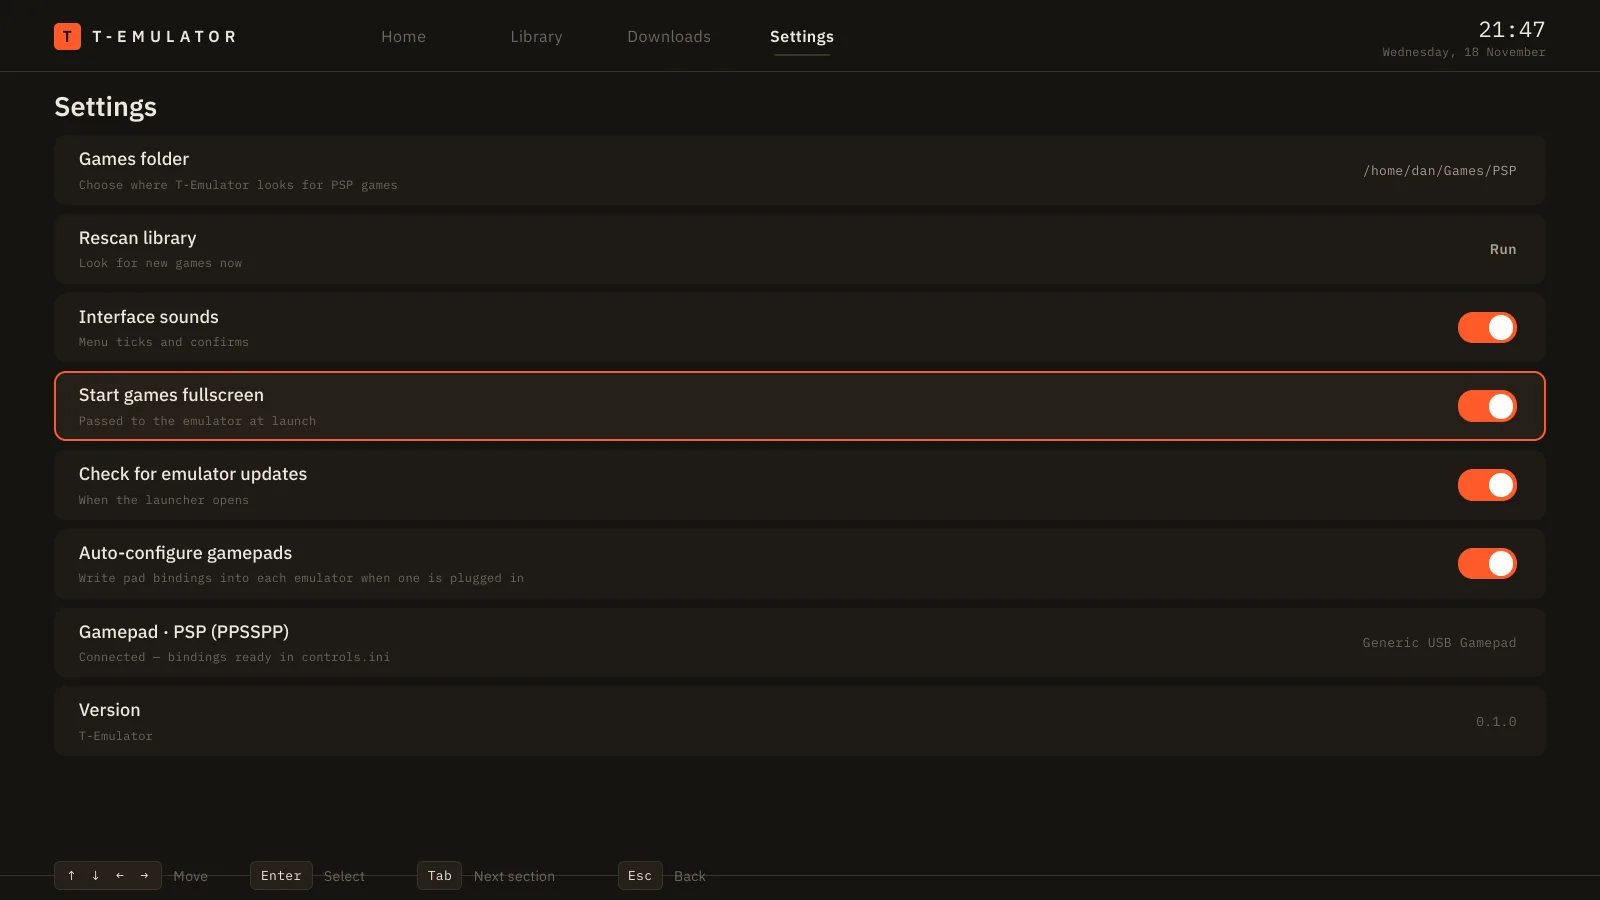 T T-EMULATOR
Home
Library
Downloads
Settings
21:47
Wednesday, 18 November
Settings
Games folder
Choose where T-Emulator looks for PSP games
/home/dan/Games/PSP
Rescan library
Look for new games now
Run
Interface sounds
Menu ticks and confirms
Start games fullscreen
Passed to the emulator at launch
Check for emulator updates
When the launcher opens
Auto-configure gamepads
Write pad bindings into each emulator when one is plugged in
Gamepad · PSP (PPSSPP)
Connected — bindings ready in controls.ini
Generic USB Gamepad
Version
T-Emulator
0.1.0
↑ ↓ ← → Move
Enter Select
Tab Next section
Esc Back